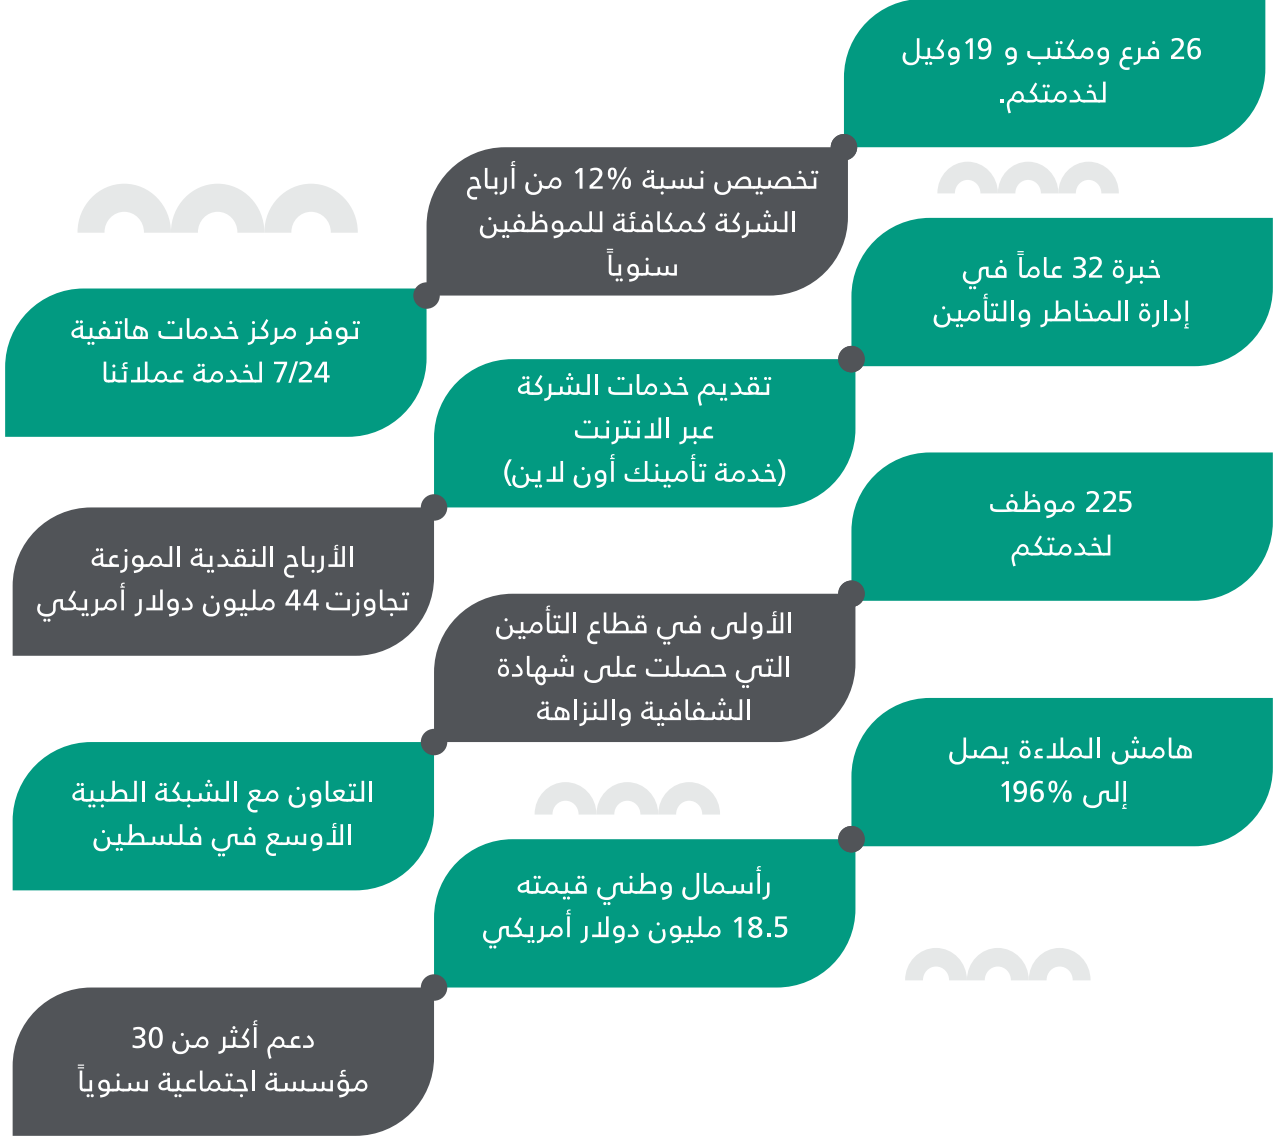 26 فرع ومكتب و 19وكيل
لخدمتكم.
تخصيص نسبة 12% من أرباح
الشركة كمكافئة للموظفين
سنوياً
توفر مركز خدمات هاتفية
7/24 لخدمة عملائنا
خبرة 32 عاماً في
إدارة المخاطر والتأمين
تقديم خدمات الشركة
عبر الانترنت
(خدمة تأمينك أون لاين)
الأرباح النقدية الموزعة
تجاوزت 44 مليون دولار أمريكي
225 موظف
لخدمتكم
الأولى في قطاع التأمين
التي حصلت على شهادة
الشفافية والنزاهة
التعاون مع الشبكة الطبية
الأوسع في فلسطين
هامش الملاءة يصل
إلى 196%
رأسمال وطني قيمته
18.5 مليون دولار أمريكي
دعم أكثر من 30
مؤسسة اجتماعية سنوياً